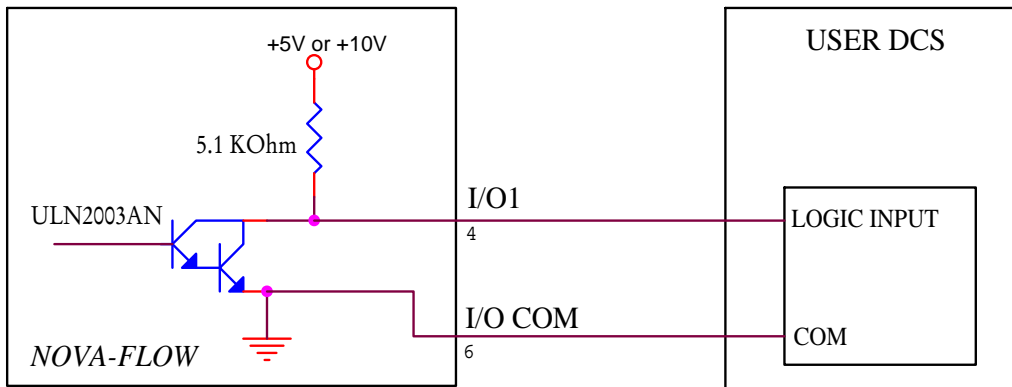 +5V or +10V
USER DCS
5.1 KOhm
ULN2003AN
I/O1
4
LOGIC INPUT
I/O COM
6
COM
NOVA-FLOW